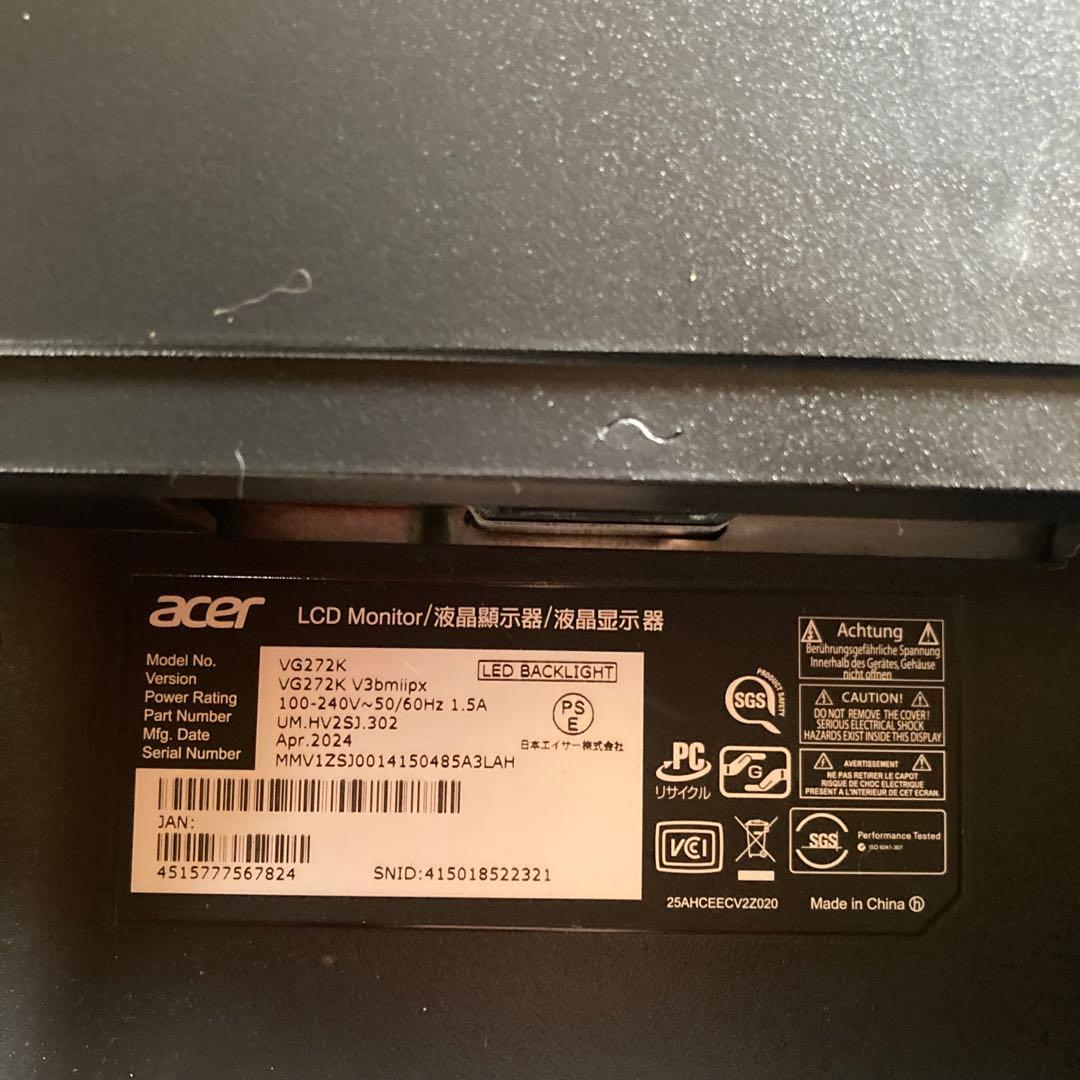 acer LCD Monitor/液晶顯示器/液晶显示器
Model No. VG272K LED BACKLIGHT
Version VG272K V3bmiipx
Power Rating 100-240V~50/60Hz 1.5A
Part Number UM.HV2SJ.302
Mfg. Date Apr.2024
Serial Number MMV1ZSJ0014150485A3LAH
PS
E
日本エイサー株式会社
JAN:
4515777567824 SNID:415018522321
SGS PRODUCT SAFETY
PC
リサイクル
G
VCI
25AHCEECV2Z020
Achtung
Berührungsgefährliche Spannung
Innerhalb des Gerätes, Gehäuse
nicht öffnen
CAUTION!
DO NOT REMOVE THE COVER!
SERIOUS ELECTRICAL SHOCK
HAZARDS EXIST INSIDE THIS DISPLAY
AVERTISSEMENT
NE PAS RETIRER LE CAPOT
RISQUE DE CHOC ELECTRIQUE
PRESENT A L'INTERIEUR DE CET ECRAN.
SGS Performance Tested
ISO 9241-307
Made in China ⓗ